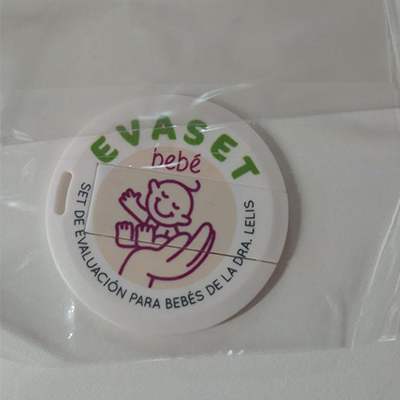 EVASET
bebé
SET DE EVALUACIÓN PARA BEBÉS DE LA DRA. LELIS